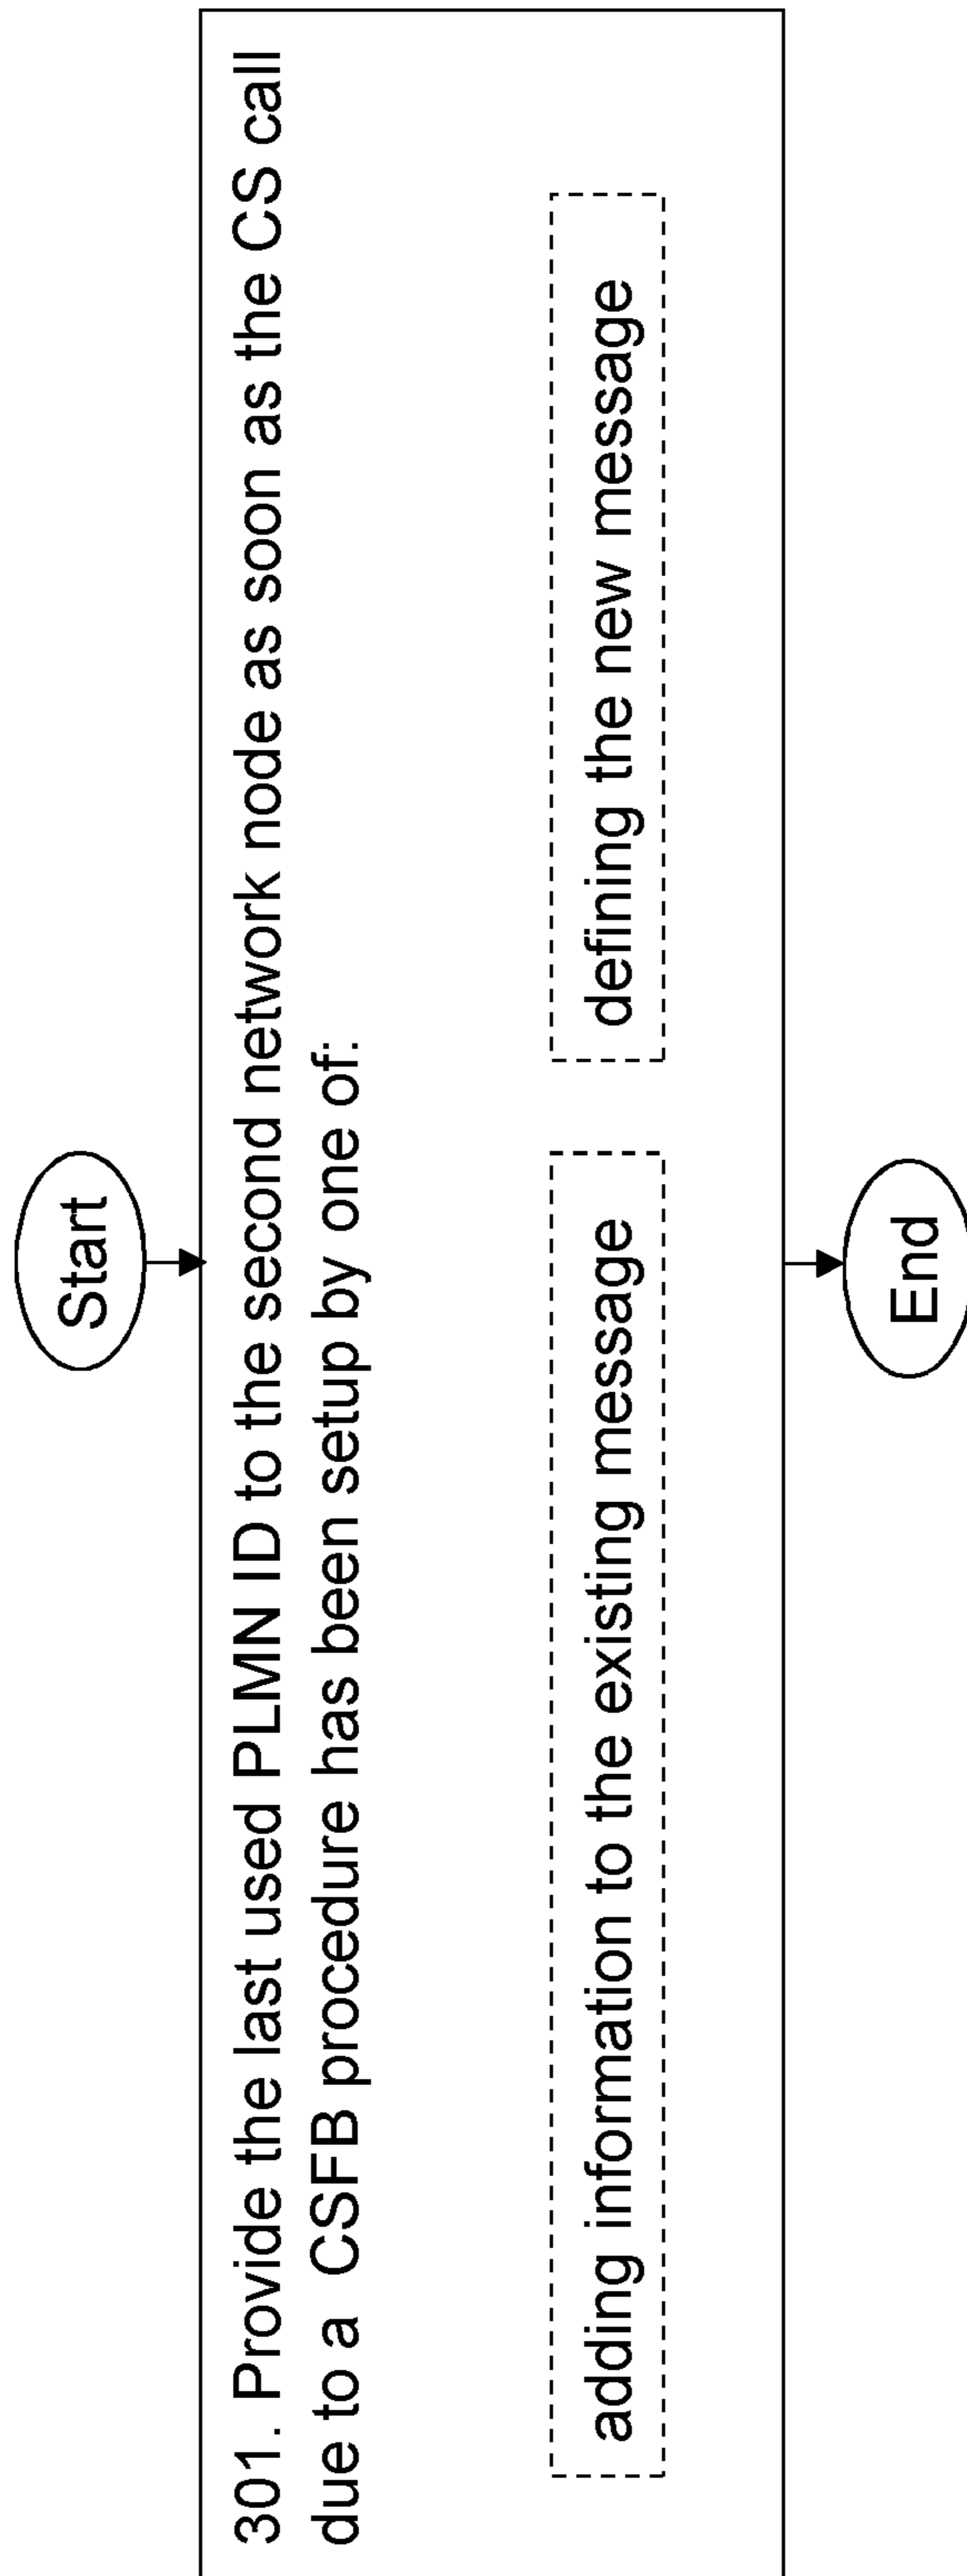 Start
301. Provide the last used PLMN ID to the second network node as soon as the CS call
due to a CSFB procedure has been setup by one of:
adding information to the existing message
defining the new message
End